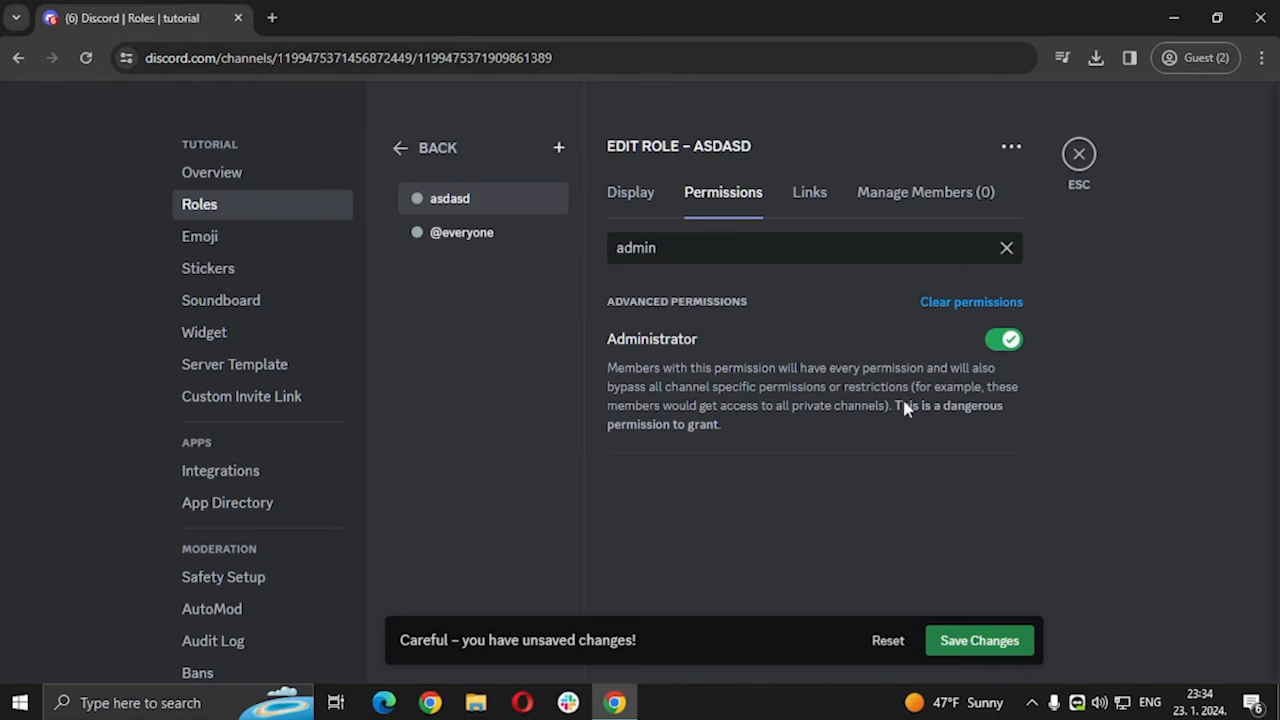 (6) Discord | Roles | tutorial
discord.com/channels/1199475371456872449/1199475371909861389
Guest (2)
TUTORIAL
Overview
Roles
Emoji
Stickers
Soundboard
Widget
Server Template
Custom Invite Link
APPS
Integrations
App Directory
MODERATION
Safety Setup
AutoMod
Audit Log
Bans
BACK
asdasd
@everyone
EDIT ROLE – ASDASD
ESC
Display Permissions Links Manage Members (0)
admin
ADVANCED PERMISSIONS Clear permissions
Administrator
Members with this permission will have every permission and will also
bypass all channel specific permissions or restrictions (for example, these
members would get access to all private channels). This is a dangerous
permission to grant.
Careful – you have unsaved changes! Reset Save Changes
Type here to search
47°F Sunny
ENG
23:34
23. 1. 2024.
6